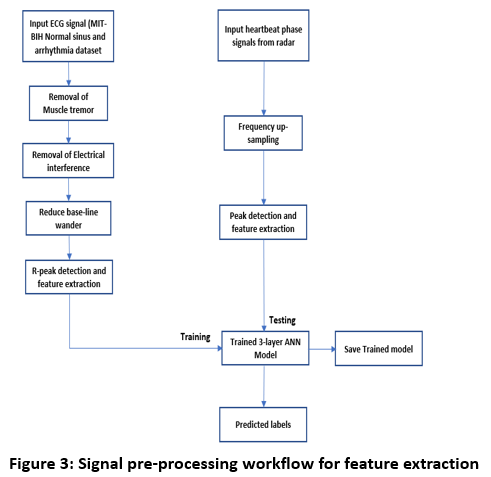 Input ECG signal (MIT-
BIH Normal sinus and
arrhythmia dataset
Removal of
Muscle tremor
Removal of Electrical
interference
Reduce base-line
wander
R-peak detection and
feature extraction
Training
Input heartbeat phase
signals from radar
Frequency up-
sampling
Peak detection and
feature extraction
Testing
Trained 3-layer ANN
Model
Save Trained model
Predicted labels
Figure 3: Signal pre-processing workflow for feature extraction